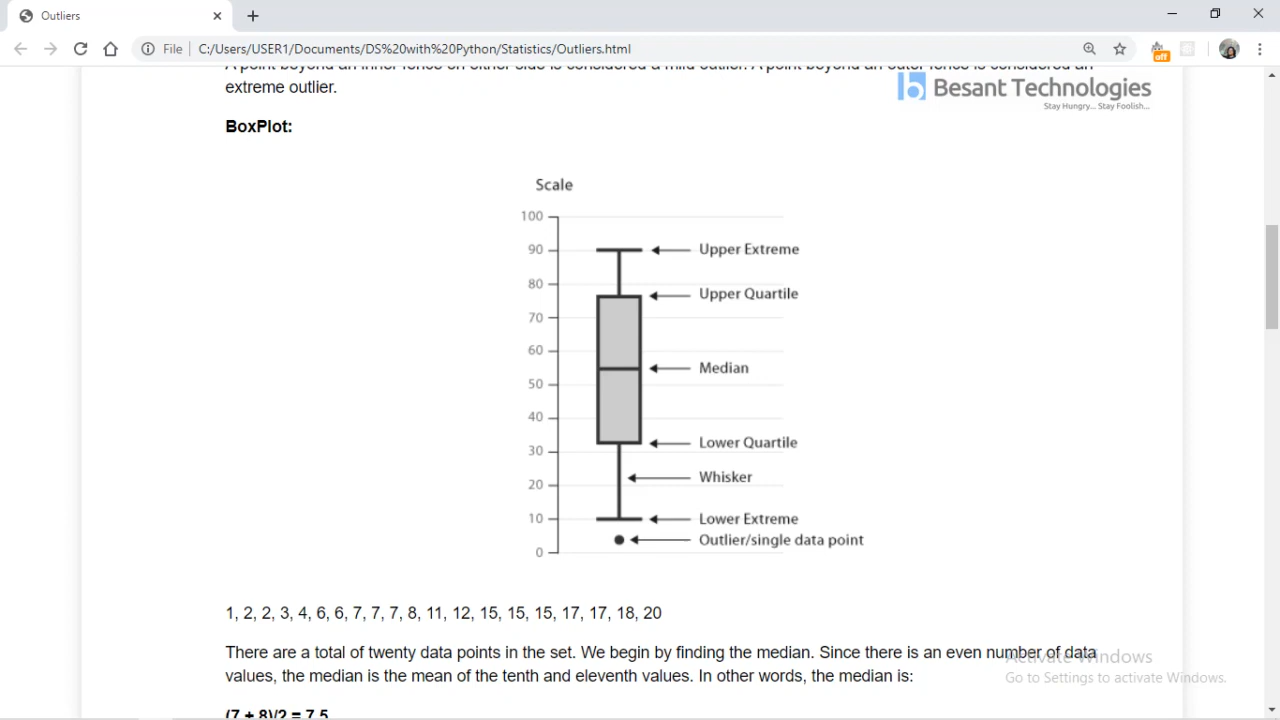 Outliers
File
C:/Users/USER1/Documents/DS%20with%20Python/Statistics/Outliers.html
off
extreme outlier.
Besant Technologies
Stay Hungry... Stay Foolish...
BoxPlot:
Scale
100
90
80
70
60
50
40
30
20
10
0
Upper Extreme
Upper Quartile
Median
Lower Quartile
Whisker
Lower Extreme
Outlier/single data point
1, 2, 2, 3, 4, 6, 6, 7, 7, 7, 8, 11, 12, 15, 15, 15, 17, 17, 18, 20
There are a total of twenty data points in the set. We begin by finding the median. Since there is an even number of data
values, the median is the mean of the tenth and eleventh values. In other words, the median is:
Activate Windows
Go to Settings to activate Windows.
(7 + 8)/2 = 7.5